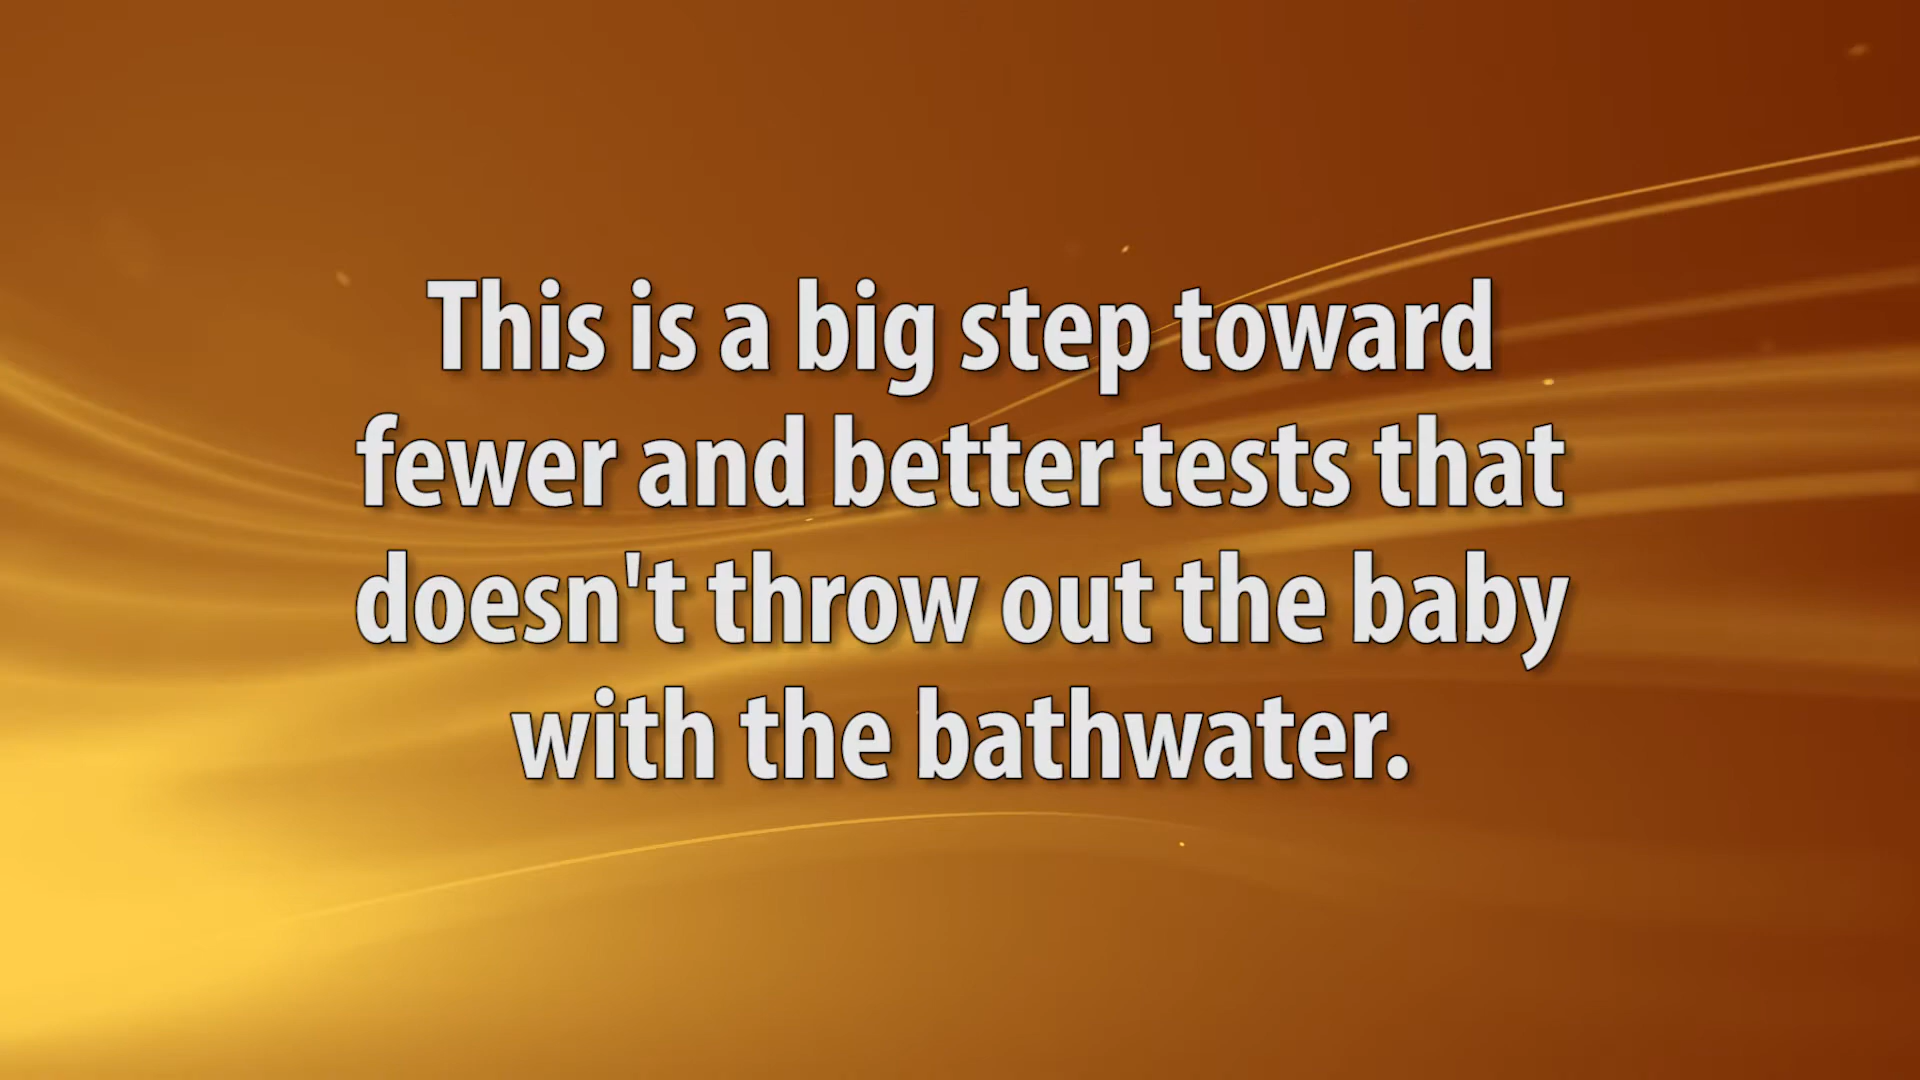 This is a big step toward
fewer and better tests that
doesn't throw out the baby
with the bathwater.